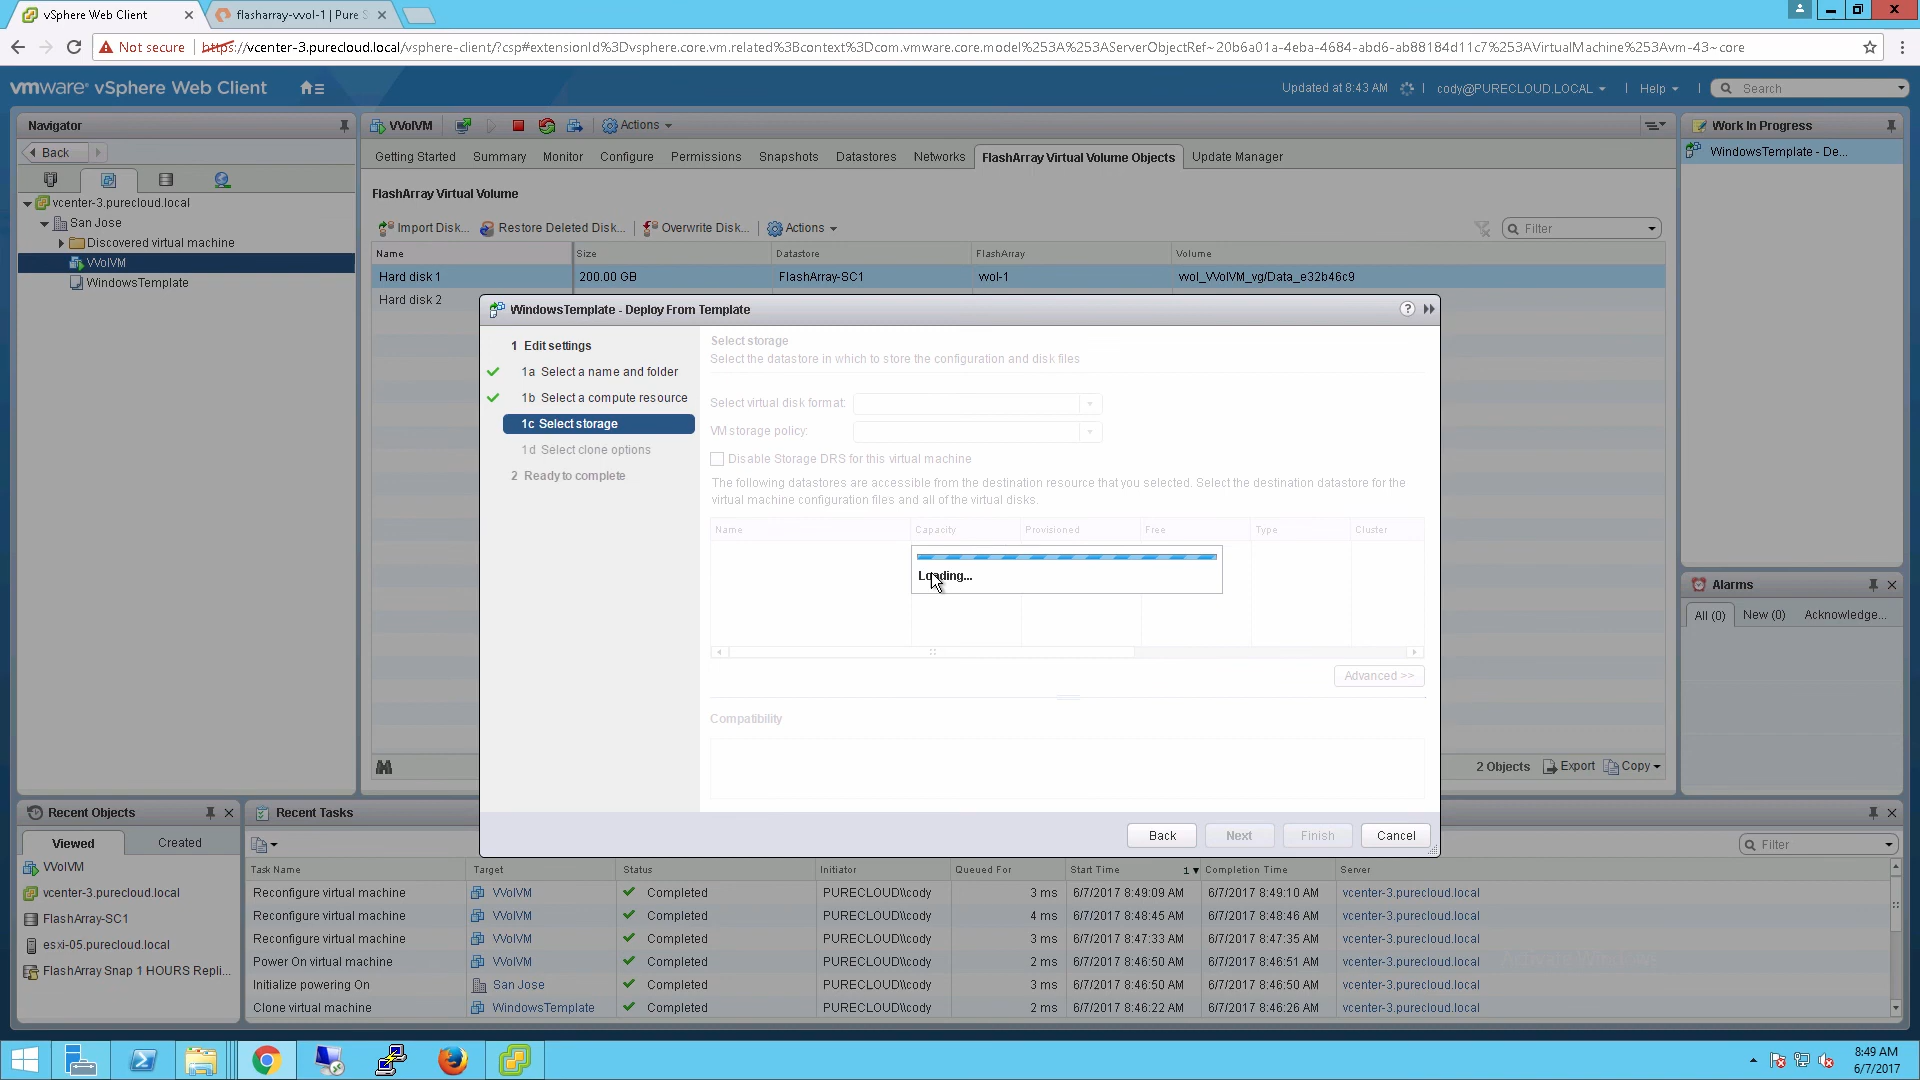 vSphere Web Client
flasharray-vvol-1 | Pure S
Not secure | https://vcenter-3.purecloud.local/vsphere-client/?csp#extensionId%3Dvsphere.core.vm.related%3Bcontext%3Dcom.vmware.core.model%253A%253AServerObjectRef~20b6a01a-4eba-4684-abd6-ab88184d11c7%253AVirtualMachine%253Avm-43~core
vmware® vSphere Web Client
Updated at 8:43 AM | cody@PURECLOUD.LOCAL | Help | Search
Navigator
Back
vcenter-3.purecloud.local
San Jose
Discovered virtual machine
VVolVM
WindowsTemplate
VVolVM Actions
Getting Started Summary Monitor Configure Permissions Snapshots Datastores Networks FlashArray Virtual Volume Objects Update Manager
FlashArray Virtual Volume
Import Disk... Restore Deleted Disk... Overwrite Disk... Actions Filter
Name Size Datastore FlashArray Volume
Hard disk 1 200.00 GB FlashArray-SC1 vvol-1 vvol_VVolVM_vg/Data_e32b46c9
Hard disk 2
2 Objects Export Copy
WindowsTemplate - Deploy From Template
1 Edit settings
1a Select a name and folder
1b Select a compute resource
1c Select storage
1d Select clone options
2 Ready to complete
Select storage
Select the datastore in which to store the configuration and disk files
Select virtual disk format:
VM storage policy:
Disable Storage DRS for this virtual machine
The following datastores are accessible from the destination resource that you selected. Select the destination datastore for the
virtual machine configuration files and all of the virtual disks.
Name Capacity Provisioned Free Type Cluster
Loading...
Advanced >>
Compatibility
Back Next Finish Cancel
Work In Progress
WindowsTemplate - De...
Alarms
All (0) New (0) Acknowledge...
Recent Objects
Viewed Created
VVolVM
vcenter-3.purecloud.local
FlashArray-SC1
esxi-05.purecloud.local
FlashArray Snap 1 HOURS Repli...
Recent Tasks
Filter
Task Name Target Status Initiator Queued For Start Time 1 Completion Time Server
Reconfigure virtual machine VVolVM Completed PURECLOUD\\cody 3 ms 6/7/2017 8:49:09 AM 6/7/2017 8:49:10 AM vcenter-3.purecloud.local
Reconfigure virtual machine VVolVM Completed PURECLOUD\\cody 4 ms 6/7/2017 8:48:45 AM 6/7/2017 8:48:46 AM vcenter-3.purecloud.local
Reconfigure virtual machine VVolVM Completed PURECLOUD\\cody 3 ms 6/7/2017 8:47:33 AM 6/7/2017 8:47:35 AM vcenter-3.purecloud.local
Power On virtual machine VVolVM Completed PURECLOUD\\cody 2 ms 6/7/2017 8:46:50 AM 6/7/2017 8:46:51 AM vcenter-3.purecloud.local
Initialize powering On San Jose Completed PURECLOUD\\cody 3 ms 6/7/2017 8:46:50 AM 6/7/2017 8:46:50 AM vcenter-3.purecloud.local
Clone virtual machine WindowsTemplate Completed PURECLOUD\\cody 2 ms 6/7/2017 8:46:22 AM 6/7/2017 8:46:26 AM vcenter-3.purecloud.local
8:49 AM
6/7/2017